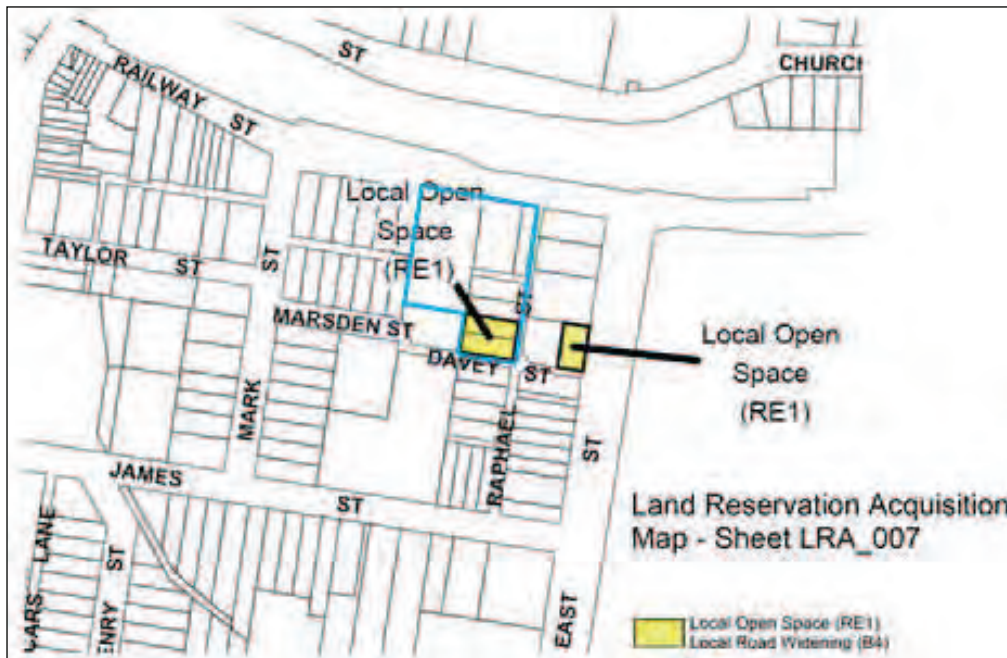 ST
CHURCH
RAILWAY ST
Local Open
Space
(RE1)
TAYLOR ST
ST
MARSDEN ST
ST
DAVEY ST
Local Open
Space
(RE1)
MARK
RAPHAEL
ST
JAMES ST
Land Reservation Acquisition
Map - Sheet LRA_007
LANE
ST
EAST
Local Open Space (RE1)
Local Road Widening (B4)